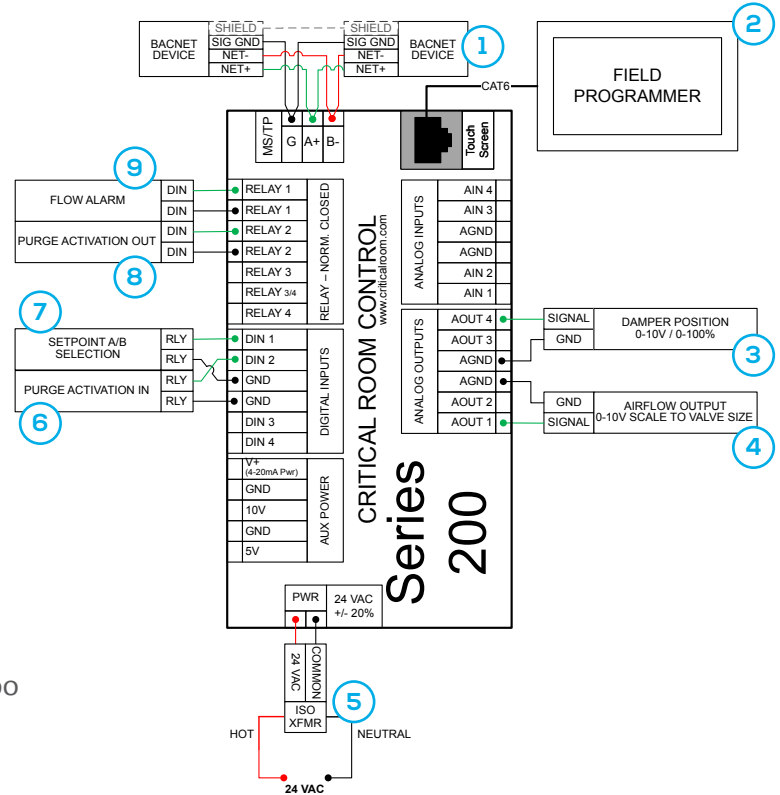 SHIELD
SIG GND
NET-
NET+
BACNET
DEVICE
SHIELD
SIG GND
NET-
NET+
BACNET
DEVICE
1
2
FIELD
PROGRAMMER
CAT6
MS/TP
G
A+
B-
Touch
Screen
9
FLOW ALARM
DIN
DIN
PURGE ACTIVATION OUT
DIN
DIN
8
RELAY 1
RELAY 1
RELAY 2
RELAY 2
RELAY 3
RELAY 3/4
RELAY 4
RELAY – NORM. CLOSED
7
SETPOINT A/B
SELECTION
RLY
RLY
PURGE ACTIVATION IN
RLY
RLY
6
DIN 1
DIN 2
GND
GND
DIN 3
DIN 4
DIGITAL INPUTS
V+
(4-20mA Pwr)
GND
10V
GND
5V
AUX POWER
CRITICAL ROOM CONTROL
www.criticalroom.com
Series
200
ANALOG INPUTS
AIN 4
AIN 3
AGND
AGND
AIN 2
AIN 1
ANALOG OUTPUTS
AOUT 4
AOUT 3
AGND
AGND
AOUT 2
AOUT 1
SIGNAL
GND
DAMPER POSITION
0-10V / 0-100%
3
GND
SIGNAL
AIRFLOW OUTPUT
0-10V SCALE TO VALVE SIZE
4
PWR
24 VAC
+/- 20%
24 VAC
COMMON
ISO
XFMR
5
HOT
NEUTRAL
24 VAC